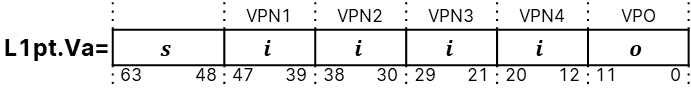 VPN1 VPN2 VPN3 VPN4 VPO
L1pt.Va= s i i i i o
63 48 47 39 38 30 29 21 20 12 11 0